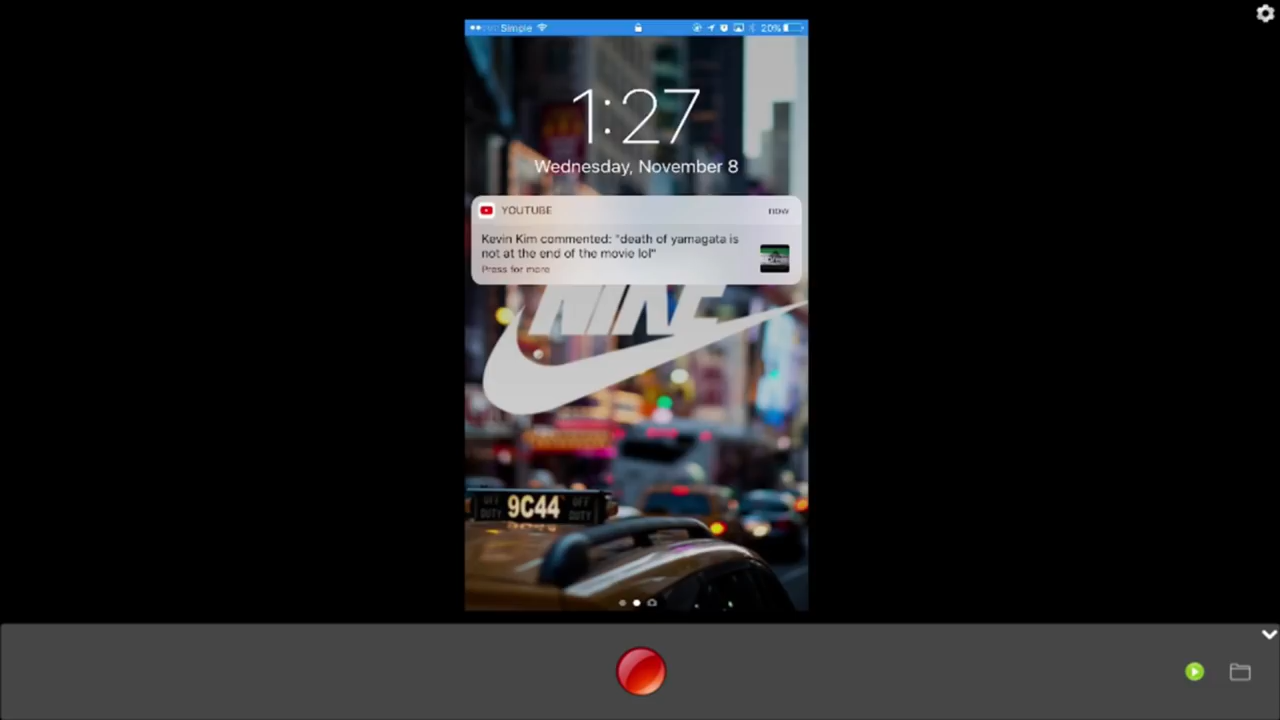 Simple 20%
1:27
Wednesday, November 8
YOUTUBE now
Kevin Kim commented: "death of yamagata is
not at the end of the movie lol"
Press for more
NIKE
OFF DUTY 9C44 OFF DUTY